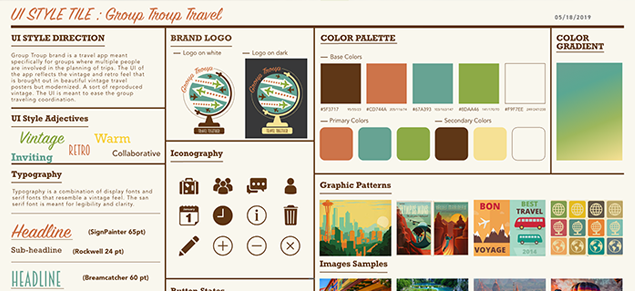 UI STYLE TILE : Group Troup Travel
05/18/2019
UI STYLE DIRECTION
Group Troup brand is a travel app meant
specifically for groups where multiple people
are involved in the planning of trips. The UI of
the app reflects the vintage and retro feel that
is brought out in beautiful vintage travel
posters but modernized. A sort of reproduced
vintage. The UI is meant to ease the group
traveling coordination.
UI Style Adjectives
Vintage
Warm
RETRO
Inviting
Collaborative
Typography
Typography is a combination of display fonts and
serif fonts that resemble a vintage feel. The san
serif font is meant for legibility and clarity.
Headline (SignPainter 65pt)
Sub-headline (Rockwell 24 pt)
HEADLINE (Breamcatcher 60 pt)
BRAND LOGO
Logo on white
Logo on dark
Group Troup
TRAVEL TOGETHER
Group Troup
TRAVEL TOGETHER
Iconography
1
i
Button States
COLOR PALETTE
Base Colors
#5F3717
#CD744A
#67A392
#8DAA46
Primary Colors
Secondary Colors
COLOR
GRADIENT
Graphic Patterns
BON
VOYAGE
BEST
TRAVEL
2014
Images Samples